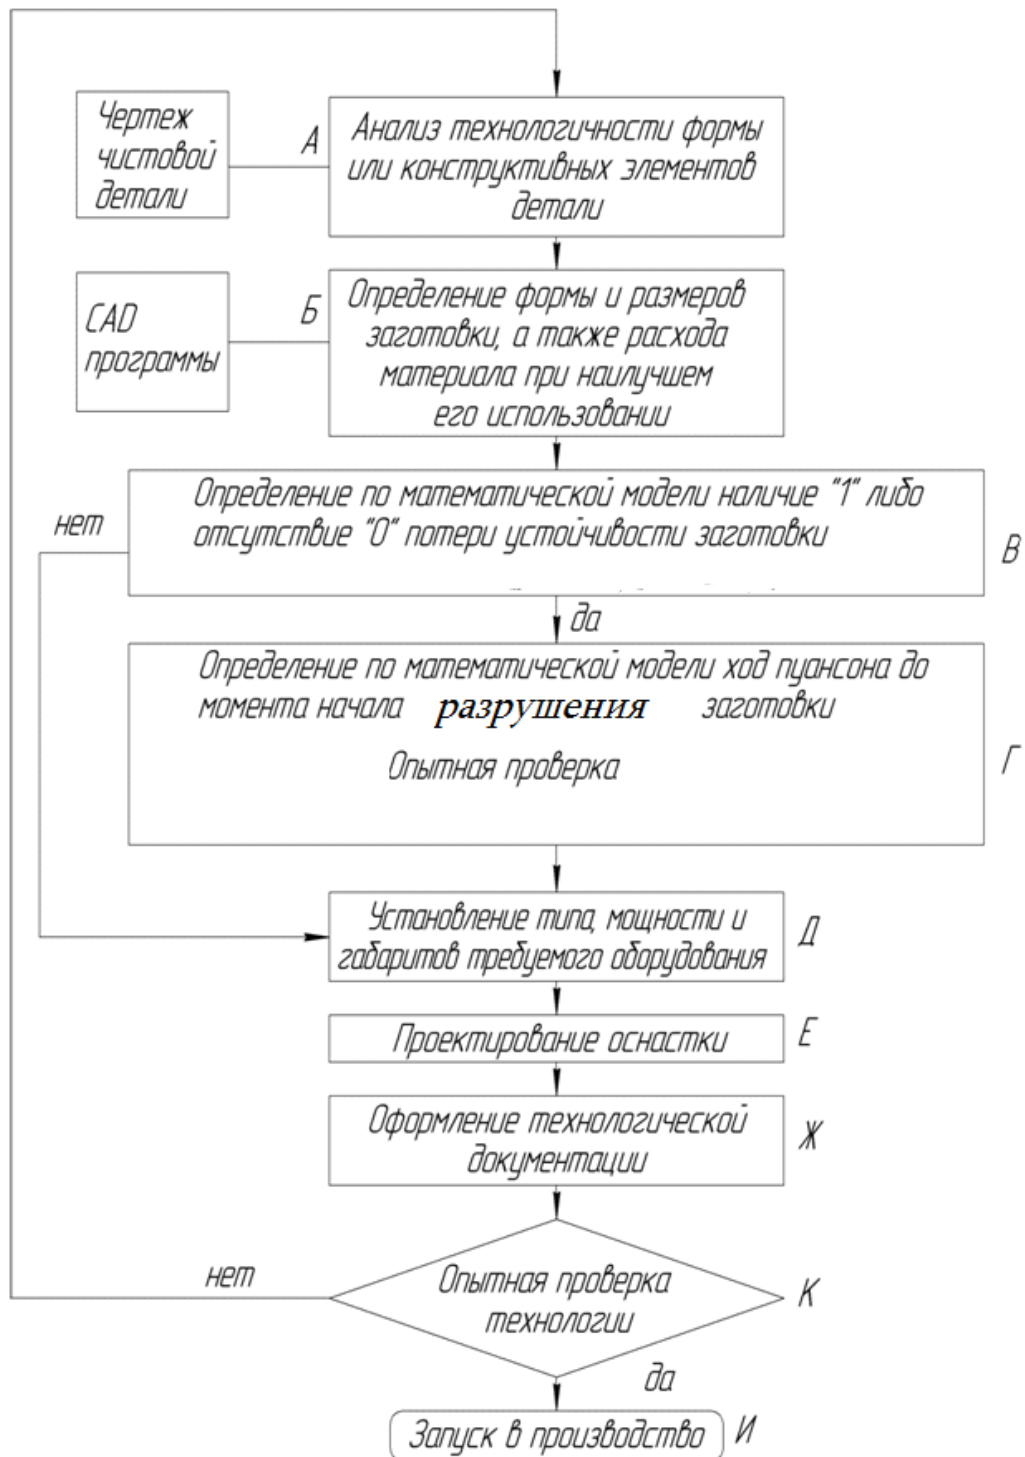 Чертеж
чистовой
детали
А
Анализ технологичности формы
или конструктивных элементов
детали
CAD
программы
Б
Определение формы и размеров
заготовки, а также расхода
материала при наилучшем
его использовании
Определение по математической модели наличие "1" либо
отсутствие "0" потери устойчивости заготовки
нет
В
да
Определение по математической модели ход пуансона до
момента начала разрушения заготовки
Опытная проверка
Г
Установление типа, мощности и
габаритов требуемого оборудования
Д
Проектирование оснастки
Е
Оформление технологической
документации
Ж
нет
Опытная проверка
технологии
К
да
Запуск в производство
И